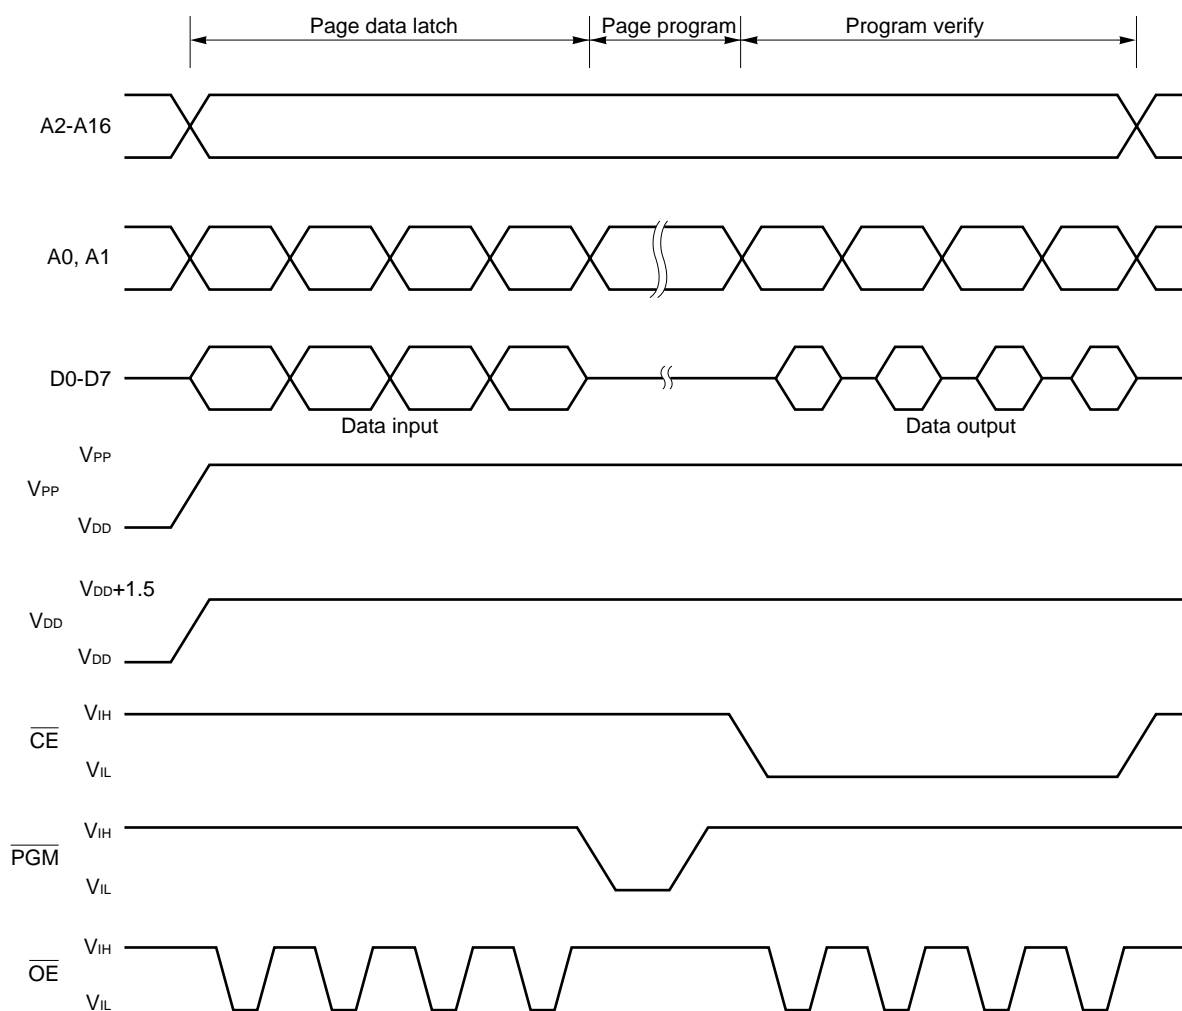 Page data latch Page program Program verify
A2-A16
A0, A1
D0-D7
Data input Data output
VPP
VPP
VDD
VDD+1.5
VDD
VDD
VIH
CE
VIL
VIH
PGM
VIL
VIH
OE
VIL